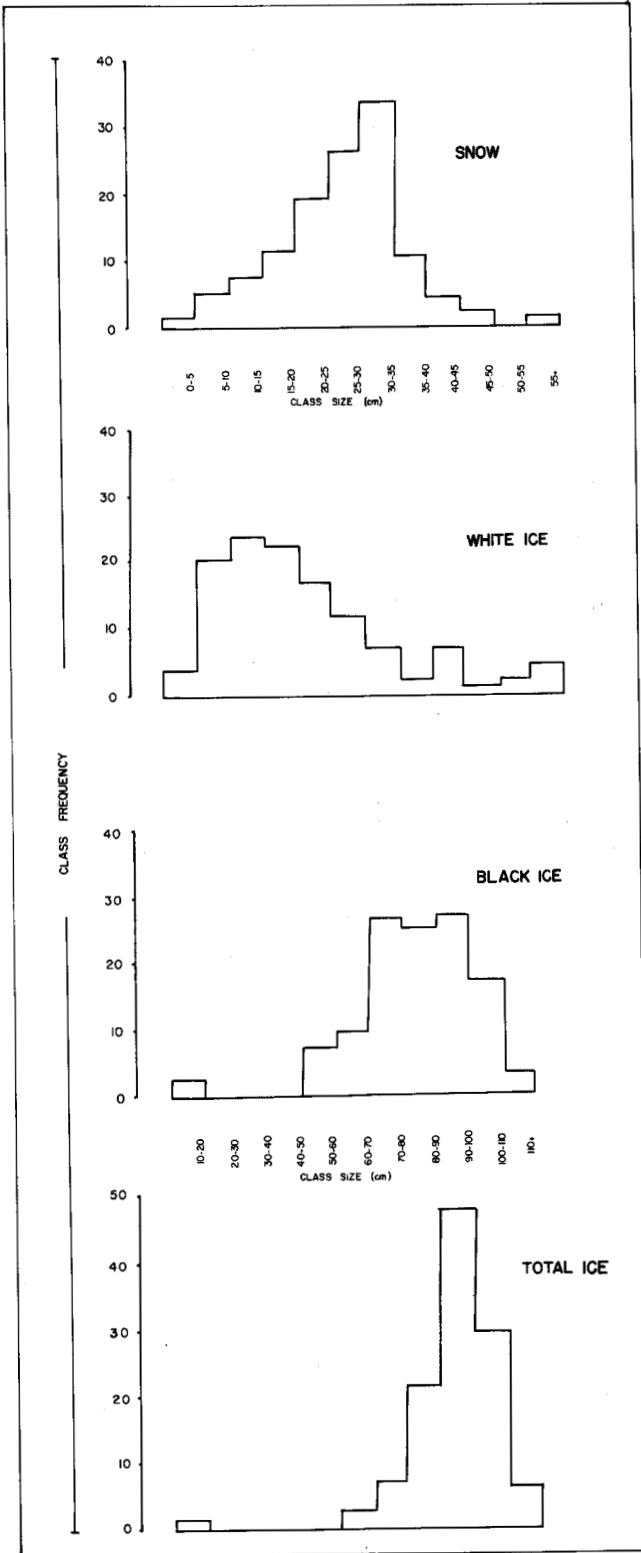 40
30
20
10
0
SNOW
0-5 5-10 10-15 15-20 20-25 25-30 30-35 35-40 40-45 45-50 50-55 55+
CLASS SIZE (cm)
40
30
20
10
0
WHITE ICE
CLASS FREQUENCY
40
30
20
10
0
BLACK ICE
10-20 20-30 30-40 40-50 50-60 60-70 70-80 80-90 90-100 100-110 110+
CLASS SIZE (cm)
50
40
30
20
10
0
TOTAL ICE